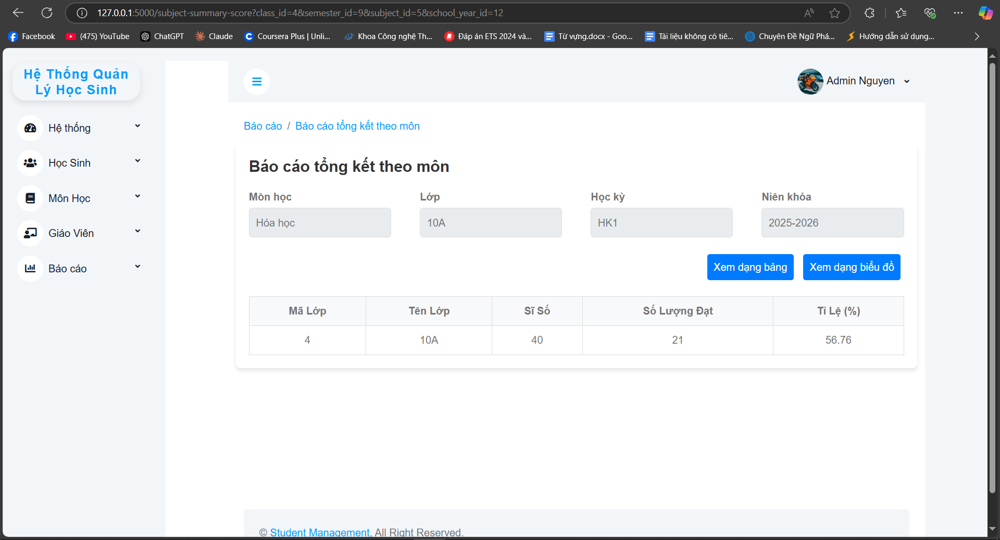 127.0.0.1:5000/subject-summary-score?class_id=4&semester_id=9&subject_id=5&school_year_id=12
Facebook
(475) YouTube
ChatGPT
Claude
Coursera Plus | Unli...
Khoa Công nghệ Th...
Đáp án ETS 2024 và...
Từ vựng.docx - Goo...
Tài liệu không có tiê...
Chuyên Đề Ngữ Phá...
Hướng dẫn sử dụng...
Hệ Thống Quản
Lý Học Sinh
Admin Nguyen
Hệ thống
Học Sinh
Môn Học
Giáo Viên
Báo cáo
Báo cáo / Báo cáo tổng kết theo môn
Báo cáo tổng kết theo môn
Môn học Lớp Học kỳ Niên khóa
Hóa học 10A HK1 2025-2026
Xem dạng bảng Xem dạng biểu đồ
Mã Lớp Tên Lớp Sĩ Số Số Lượng Đạt Tỉ Lệ (%)
4 10A 40 21 56.76
© Student Management, All Right Reserved.